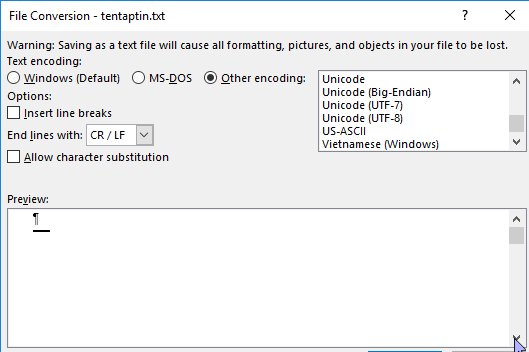 File Conversion - tentaptin.txt
Warning: Saving as a text file will cause all formatting, pictures, and objects in your file to be lost.
Text encoding:
Windows (Default) MS-DOS Other encoding:
Unicode
Unicode (Big-Endian)
Unicode (UTF-7)
Unicode (UTF-8)
US-ASCII
Vietnamese (Windows)
Options:
Insert line breaks
End lines with: CR / LF
Allow character substitution
Preview:
¶